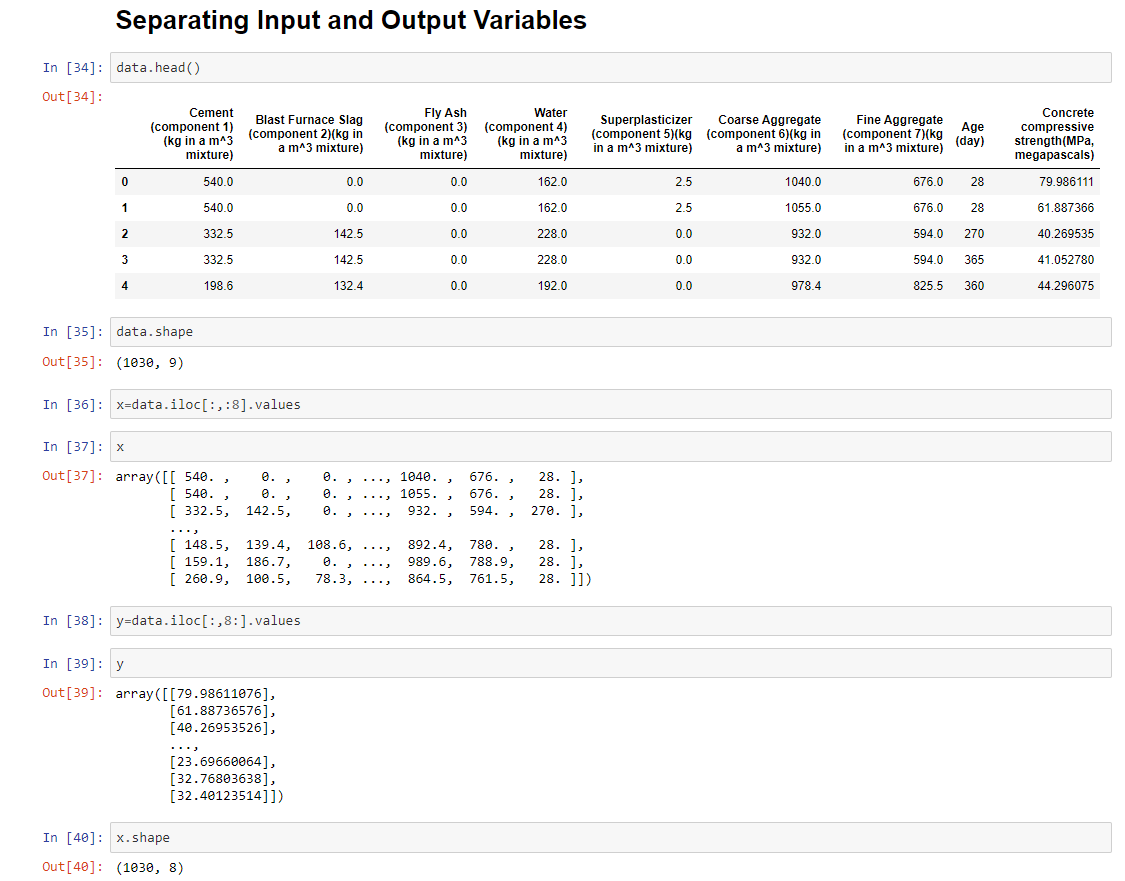 Separating Input and Output Variables
In [34]: data.head()
Out[34]:
Cement (component 1) (kg in a m^3 mixture) Blast Furnace Slag (component 2)(kg in a m^3 mixture) Fly Ash (component 3) (kg in a m^3 mixture) Water (component 4) (kg in a m^3 mixture) Superplasticizer (component 5)(kg in a m^3 mixture) Coarse Aggregate (component 6)(kg in a m^3 mixture) Fine Aggregate (component 7)(kg in a m^3 mixture) Age (day) Concrete compressive strength(MPa, megapascals)
0 540.0 0.0 0.0 162.0 2.5 1040.0 676.0 28 79.986111
1 540.0 0.0 0.0 162.0 2.5 1055.0 676.0 28 61.887366
2 332.5 142.5 0.0 228.0 0.0 932.0 594.0 270 40.269535
3 332.5 142.5 0.0 228.0 0.0 932.0 594.0 365 41.052780
4 198.6 132.4 0.0 192.0 0.0 978.4 825.5 360 44.296075
In [35]: data.shape
Out[35]: (1030, 9)
In [36]: x=data.iloc[:,:8].values
In [37]: x
Out[37]: array([[ 540. , 0. , 0. , ..., 1040. , 676. , 28. ],
[ 540. , 0. , 0. , ..., 1055. , 676. , 28. ],
[ 332.5, 142.5, 0. , ..., 932. , 594. , 270. ],
...,
[ 148.5, 139.4, 108.6, ..., 892.4, 780. , 28. ],
[ 159.1, 186.7, 0. , ..., 989.6, 788.9, 28. ],
[ 260.9, 100.5, 78.3, ..., 864.5, 761.5, 28. ]])
In [38]: y=data.iloc[:,8:].values
In [39]: y
Out[39]: array([[79.98611076],
[61.88736576],
[40.26953526],
...,
[23.69660064],
[32.76803638],
[32.40123514]])
In [40]: x.shape
Out[40]: (1030, 8)